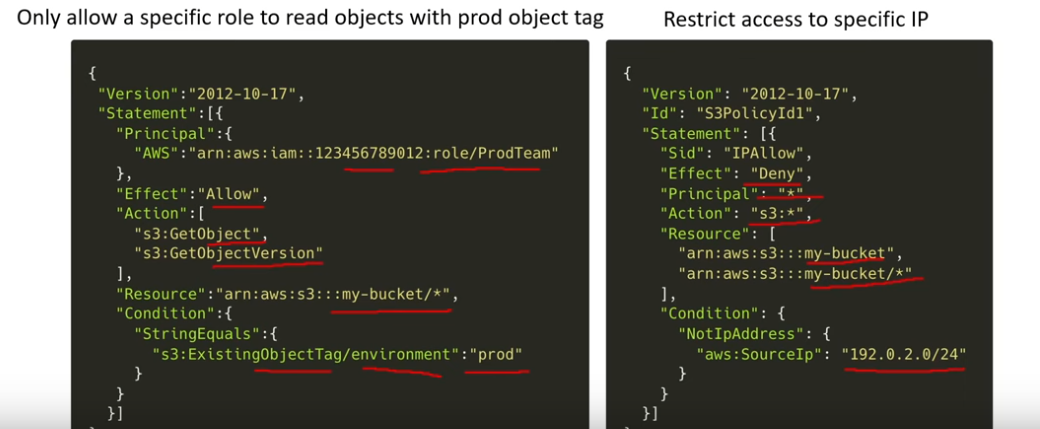 Only allow a specific role to read objects with prod object tag
{
"Version":"2012-10-17",
"Statement":[{
"Principal":{
"AWS":"arn:aws:iam::123456789012:role/ProdTeam"
},
"Effect":"Allow",
"Action":[
"s3:GetObject",
"s3:GetObjectVersion"
],
"Resource":"arn:aws:s3:::my-bucket/*",
"Condition":{
"StringEquals":{
"s3:ExistingObjectTag/environment":"prod"
}
}
}]
Restrict access to specific IP
{
"Version": "2012-10-17",
"Id": "S3PolicyId1",
"Statement": [{
"Sid": "IPAllow",
"Effect": "Deny",
"Principal": "*",
"Action": "s3:*",
"Resource": [
"arn:aws:s3:::my-bucket",
"arn:aws:s3:::my-bucket/*"
],
"Condition": {
"NotIpAddress": {
"aws:SourceIp": "192.0.2.0/24"
}
}
}]